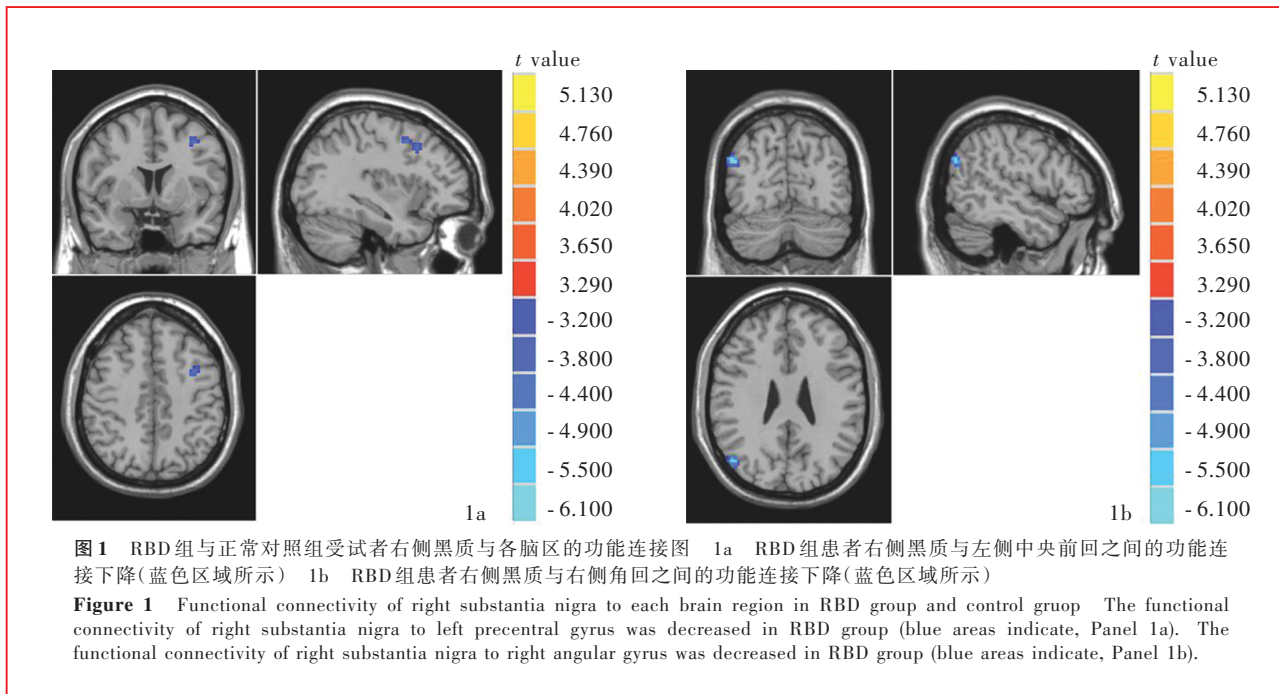 t value
5.130
4.760
4.390
4.020
3.650
3.290
- 3.200
- 3.800
- 4.400
- 4.900
- 5.500
- 6.100
1a
t value
5.130
4.760
4.390
4.020
3.650
3.290
- 3.200
- 3.800
- 4.400
- 4.900
- 5.500
- 6.100
1b
图1 RBD组与正常对照组受试者右侧黑质与各脑区的功能连接图 1a RBD组患者右侧黑质与左侧中央前回之间的功能连
接下降(蓝色区域所示) 1b RBD组患者右侧黑质与右侧角回之间的功能连接下降(蓝色区域所示)
Figure 1 Functional connectivity of right substantia nigra to each brain region in RBD group and control gruop The functional
connectivity of right substantia nigra to left precentral gyrus was decreased in RBD group (blue areas indicate, Panel 1a). The
functional connectivity of right substantia nigra to right angular gyrus was decreased in RBD group (blue areas indicate, Panel 1b).